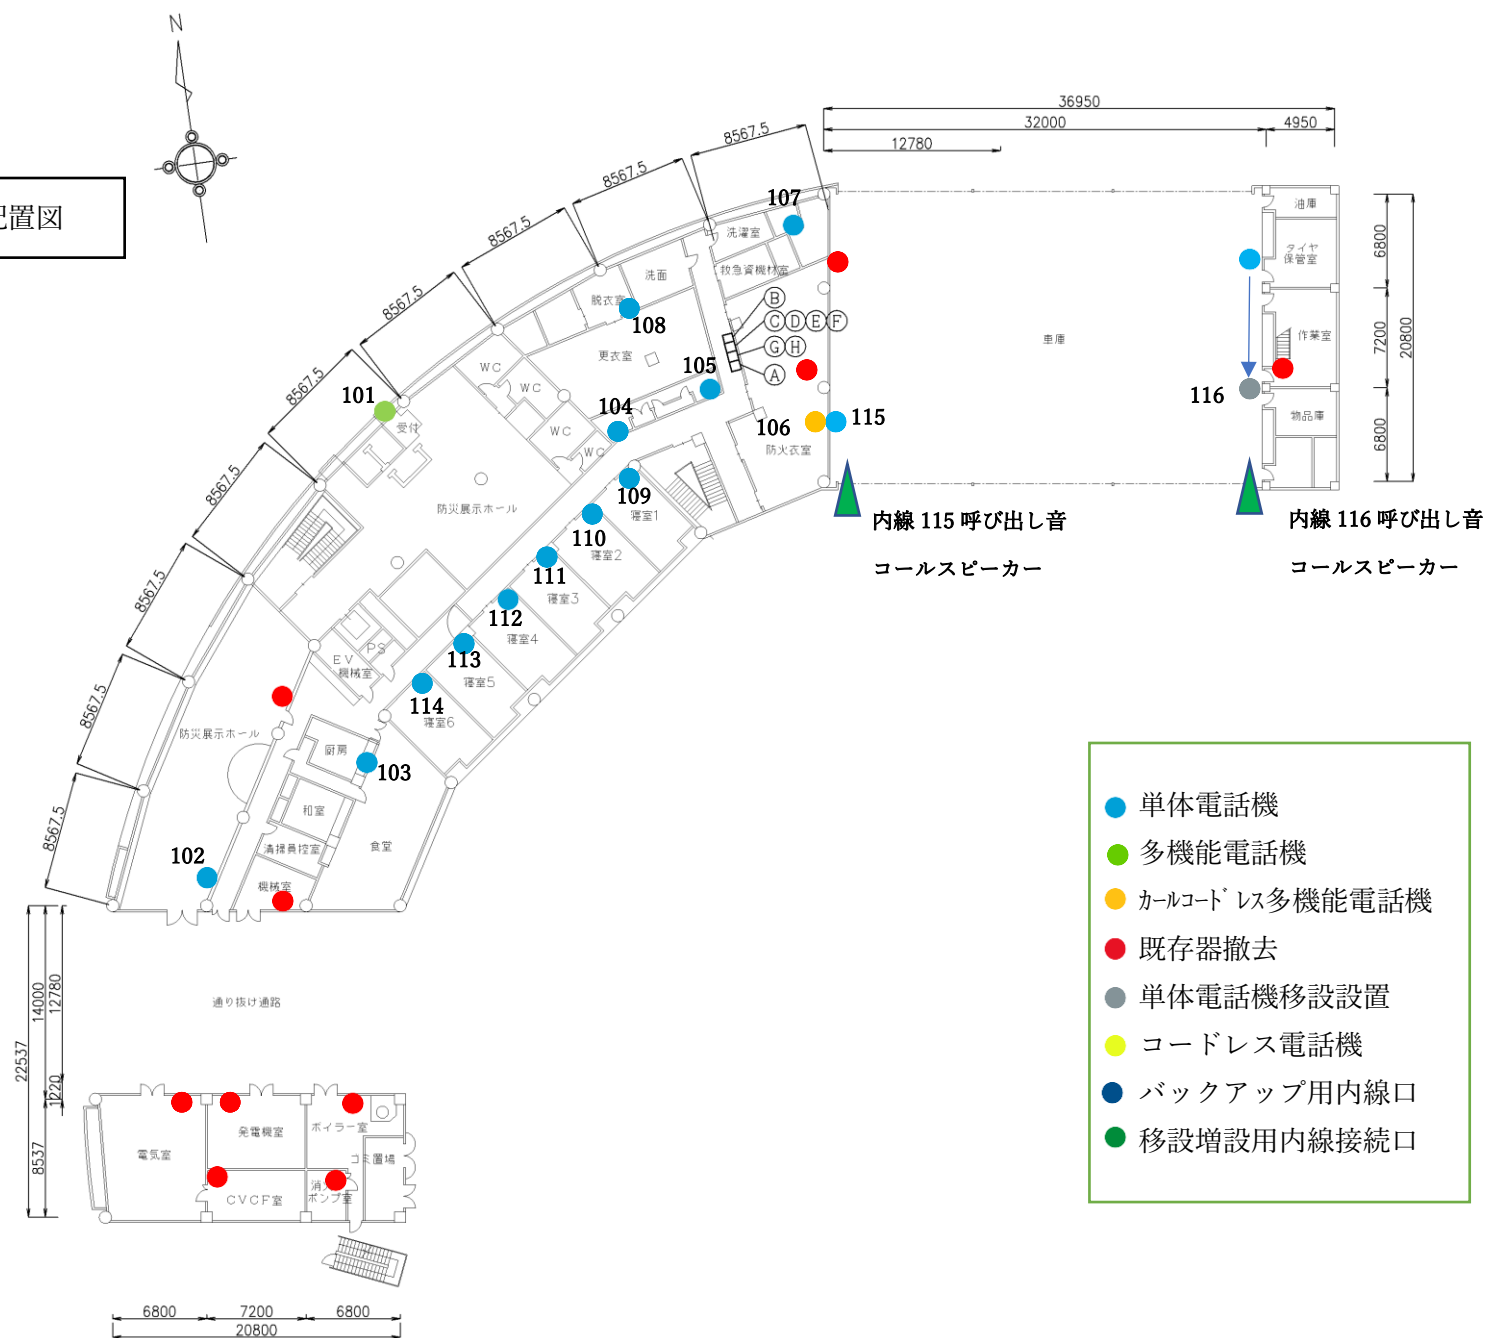 N
配置図
36950
32000
4950
12780
8567.5
8567.5
8567.5
8567.5
8567.5
8567.5
8567.5
8567.5
8567.5
6800
7200
6800
20800
107
洗濯室
救急資機材室
洗面
脱衣室
108
更衣室
B
C D E F
G H
A
105
104
106
115
防火衣室
車庫
油庫
タイヤ
保管室
作業室
116
物品庫
内線 115 呼び出し音
コールスピーカー
内線 116 呼び出し音
コールスピーカー
101
受付
WC
WC
WC
WC
防災展示ホール
109
寝室1
110
寝室2
111
寝室3
112
寝室4
113
寝室5
114
寝室6
EV
機械室
PS
防災展示ホール
厨房
103
和室
清掃員控室
食堂
102
機械室
通り抜け通路
22537
14000
12780
1220
8537
電気室
発電機室
ボイラー室
ゴミ置場
CVCF室
消
ポンプ室
6800
7200
6800
20800
単体電話機
多機能電話機
カールコードレス多機能電話機
既存器撤去
単体電話機移設設置
コードレス電話機
バックアップ用内線口
移設増設用内線接続口